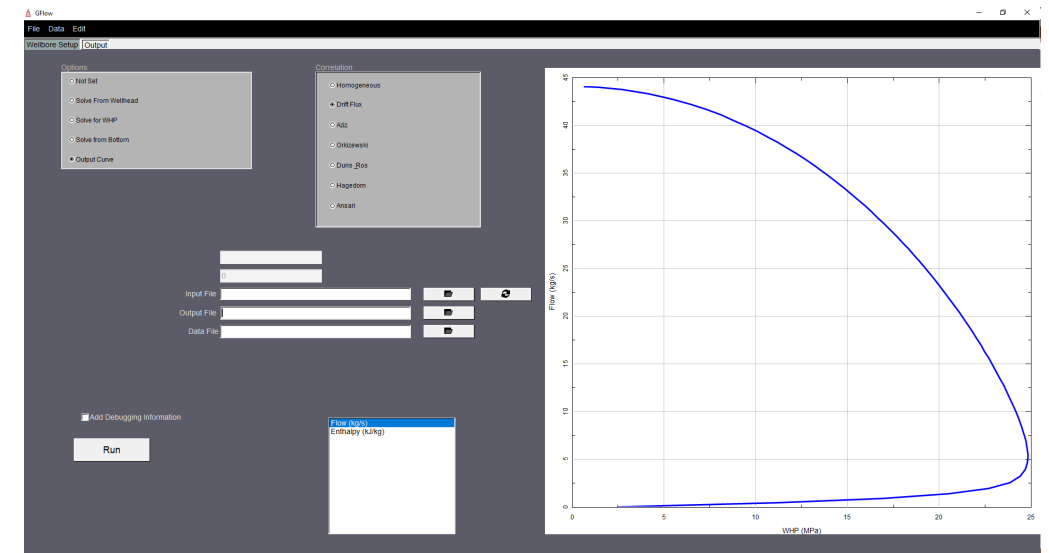 GFlow
File Data Edit
Wellbore Setup Output
Options
Not Set
Solve From Wellhead
Solve for WHP
Solve from Bottom
Output Curve
Correlation
Homogeneous
Drift Flux
Aziz
Orkizewski
Duns_Ros
Hagedorn
Ansari
0
Input File
Output File
Data File
Add Debugging Information
Run
Flow (kg/s)
Enthalpy (kJ/kg)
Flow (kg/s)
45
40
35
30
25
20
15
10
5
0
0 5 10 15 20 25
WHP (MPa)